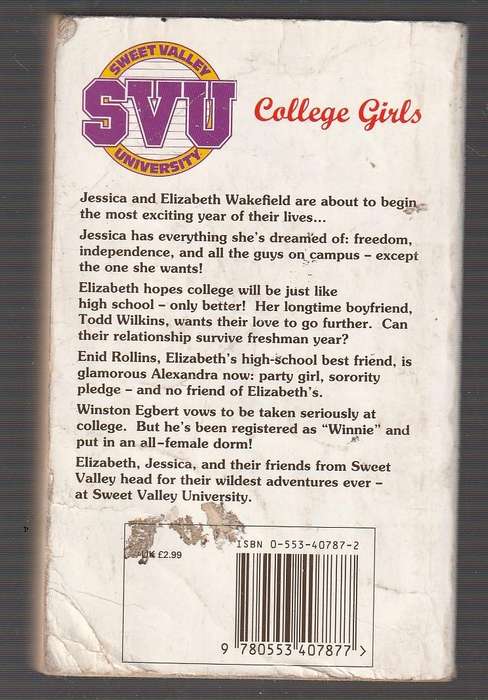 SWEET VALLEY
SVU
UNIVERSITY
College Girls
Jessica and Elizabeth Wakefield are about to begin
the most exciting year of their lives...
Jessica has everything she's dreamed of: freedom,
independence, and all the guys on campus – except
the one she wants!
Elizabeth hopes college will be just like
high school – only better! Her longtime boyfriend,
Todd Wilkins, wants their love to go further. Can
their relationship survive freshman year?
Enid Rollins, Elizabeth's high-school best friend, is
glamorous Alexandra now: party girl, sorority
pledge – and no friend of Elizabeth's.
Winston Egbert vows to be taken seriously at
college. But he's been registered as "Winnie" and
put in an all–female dorm!
Elizabeth, Jessica, and their friends from Sweet
Valley head for their wildest adventures ever –
at Sweet Valley University.
ISBN 0-553-40787-2
UK £2.99
9 780553 407877 >